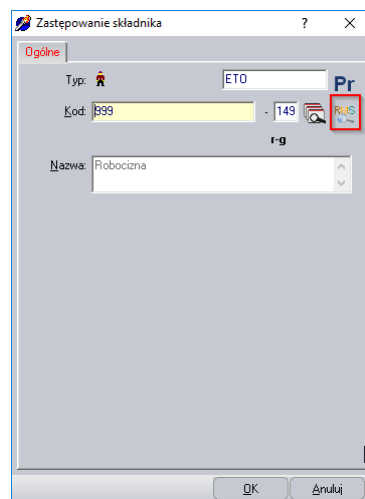 Zastępowanie składnika ? ×
Ogólne
Typ: ETO Pr
Kod: 999 - 149 RMS
r-g
Nazwa: Robocizna
OK Anuluj